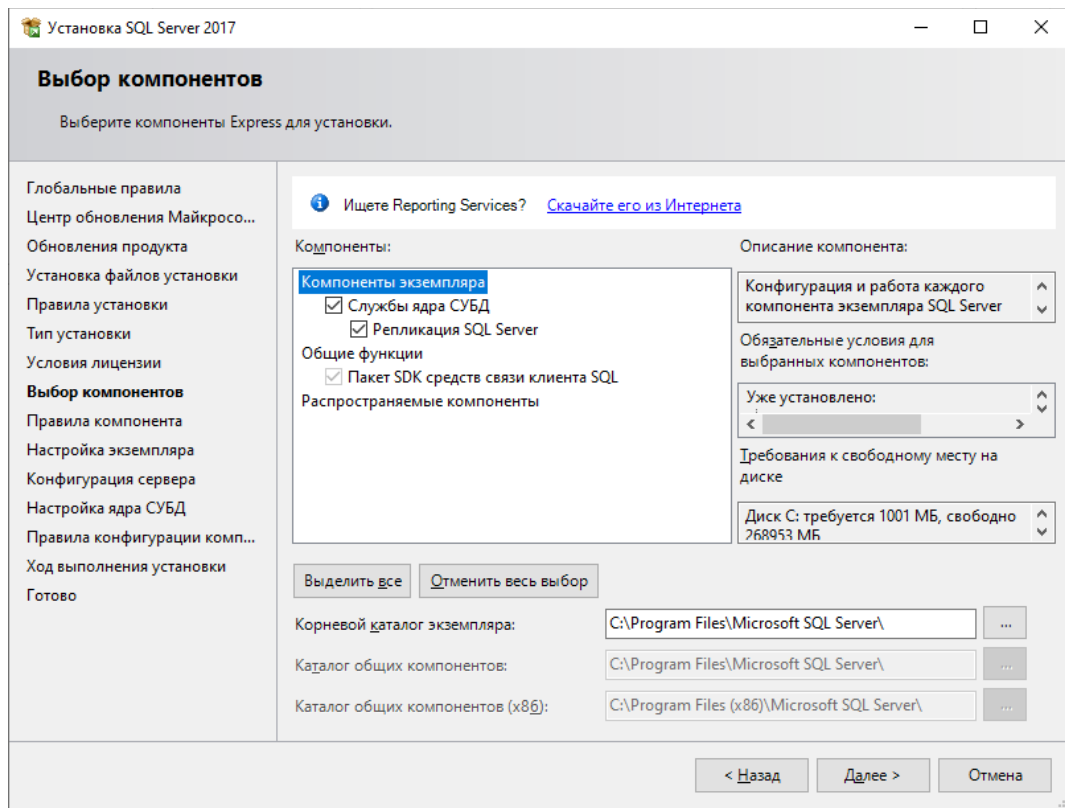 Установка SQL Server 2017
Выбор компонентов
Выберите компоненты Express для установки.
Глобальные правила
Центр обновления Майкросо...
Обновления продукта
Установка файлов установки
Правила установки
Тип установки
Условия лицензии
Выбор компонентов
Правила компонента
Настройка экземпляра
Конфигурация сервера
Настройка ядра СУБД
Правила конфигурации комп...
Ход выполнения установки
Готово
Ищете Reporting Services? Скачайте его из Интернета
Компоненты:
Компоненты экземпляра
Службы ядра СУБД
Репликация SQL Server
Общие функции
Пакет SDK средств связи клиента SQL
Распространяемые компоненты
Описание компонента:
Конфигурация и работа каждого
компонента экземпляра SQL Server
Обязательные условия для
выбранных компонентов:
Уже установлено:
Требования к свободному месту на
диске
Диск C: требуется 1001 МБ, свободно
268953 МБ
Выделить все
Отменить весь выбор
Корневой каталог экземпляра:
C:\Program Files\Microsoft SQL Server\
...
Каталог общих компонентов:
C:\Program Files\Microsoft SQL Server\
...
Каталог общих компонентов (x86):
C:\Program Files (x86)\Microsoft SQL Server\
...
< Назад
Далее >
Отмена